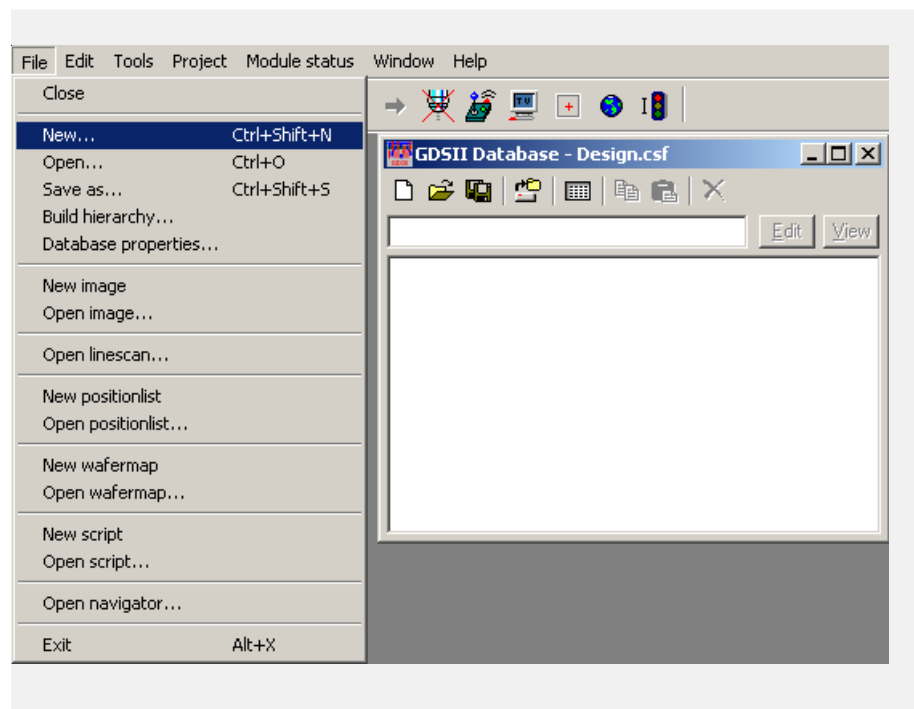 File Edit Tools Project Module status Window Help
Close
New... Ctrl+Shift+N
Open... Ctrl+O
Save as... Ctrl+Shift+S
Build hierarchy...
Database properties...
New image
Open image...
Open linescan...
New positionlist
Open positionlist...
New wafermap
Open wafermap...
New script
Open script...
Open navigator...
Exit Alt+X
GDSII Database - Design.csf
Edit View